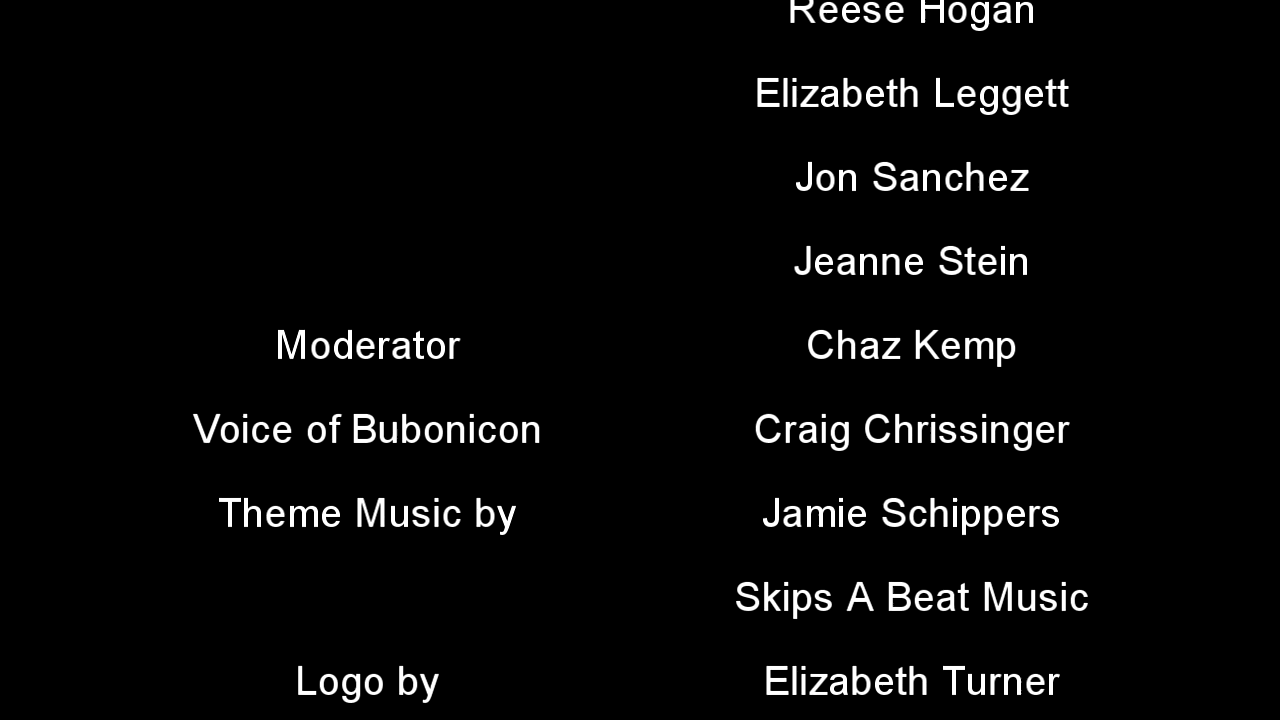 Reese Hogan
Elizabeth Leggett
Jon Sanchez
Jeanne Stein
Moderator Chaz Kemp
Voice of Bubonicon Craig Chrissinger
Theme Music by Jamie Schippers
Skips A Beat Music
Logo by Elizabeth Turner